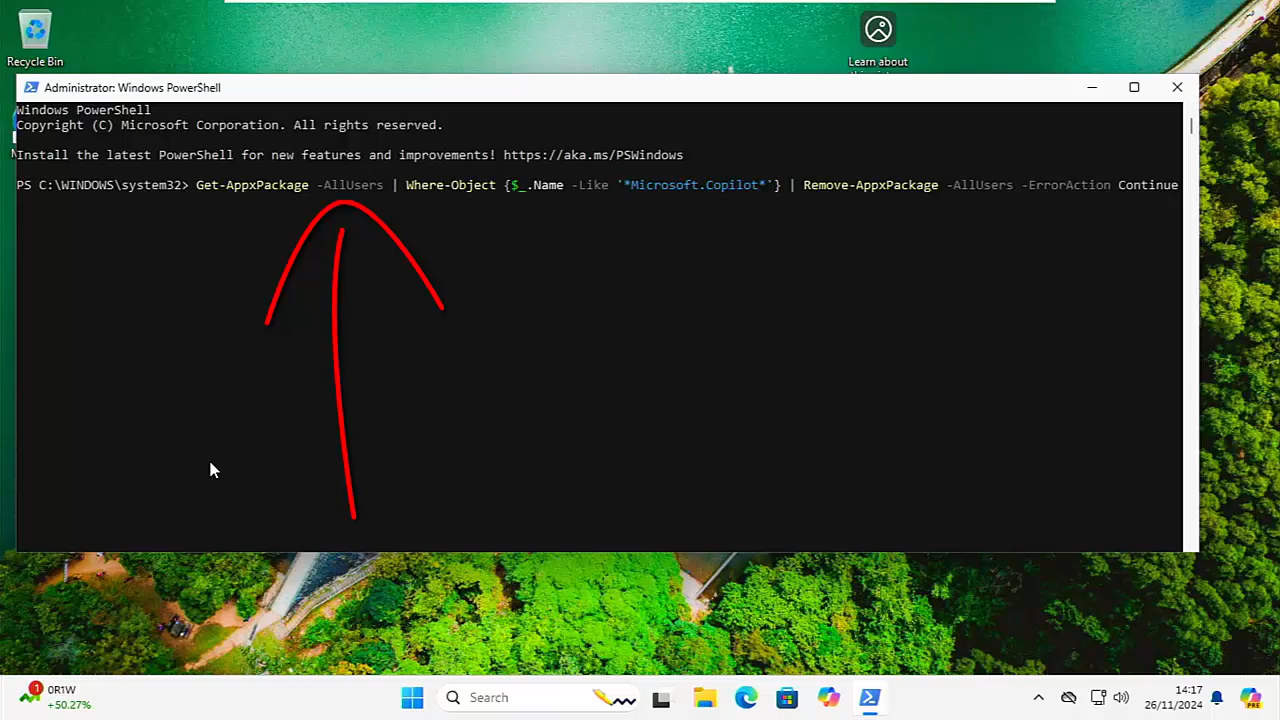 Recycle Bin
Learn about
Administrator: Windows PowerShell
Windows PowerShell
Copyright (C) Microsoft Corporation. All rights reserved.
Install the latest PowerShell for new features and improvements! https://aka.ms/PSWindows
PS C:\WINDOWS\system32> Get-AppxPackage -AllUsers | Where-Object {$_.Name -Like '*Microsoft.Copilot*'} | Remove-AppxPackage -AllUsers -ErrorAction Continue
1
0R1W
+50.27%
Search
14:17
26/11/2024
PRE